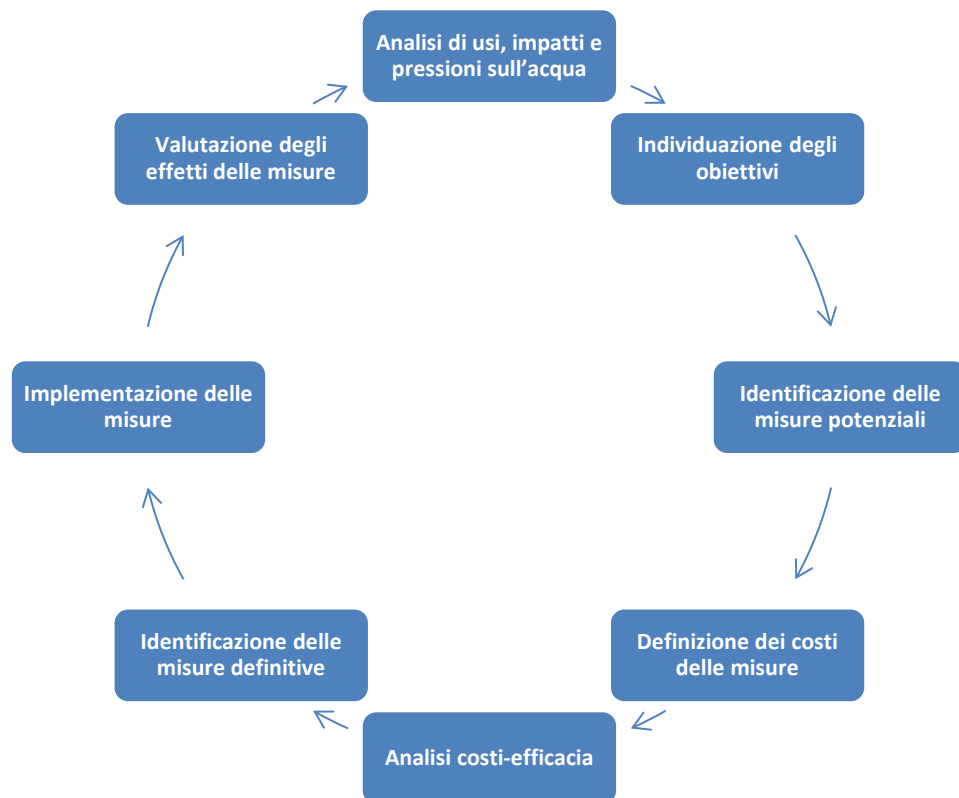 Analisi di usi, impatti e
pressioni sull’acqua
Individuazione degli
obiettivi
Identificazione delle
misure potenziali
Definizione dei costi
delle misure
Analisi costi-efficacia
Identificazione delle
misure definitive
Implementazione delle
misure
Valutazione degli
effetti delle misure